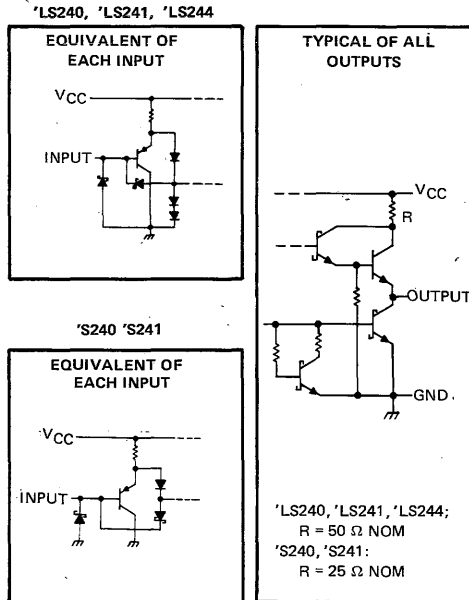 'LS240, 'LS241, 'LS244
EQUIVALENT OF
EACH INPUT
VCC
INPUT
'S240 'S241
EQUIVALENT OF
EACH INPUT
VCC
INPUT
TYPICAL OF ALL
OUTPUTS
VCC
R
OUTPUT
GND
'LS240, 'LS241, 'LS244;
R = 50 Ω NOM
'S240, 'S241:
R = 25 Ω NOM